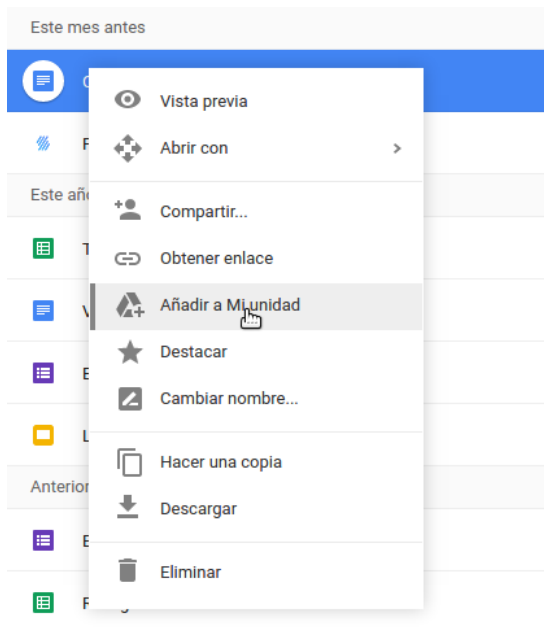 Este mes antes
Vista previa
Abrir con
Este añ
Compartir...
Obtener enlace
Añadir a Mi unidad
Destacar
Cambiar nombre...
Hacer una copia
Anterior
Descargar
Eliminar